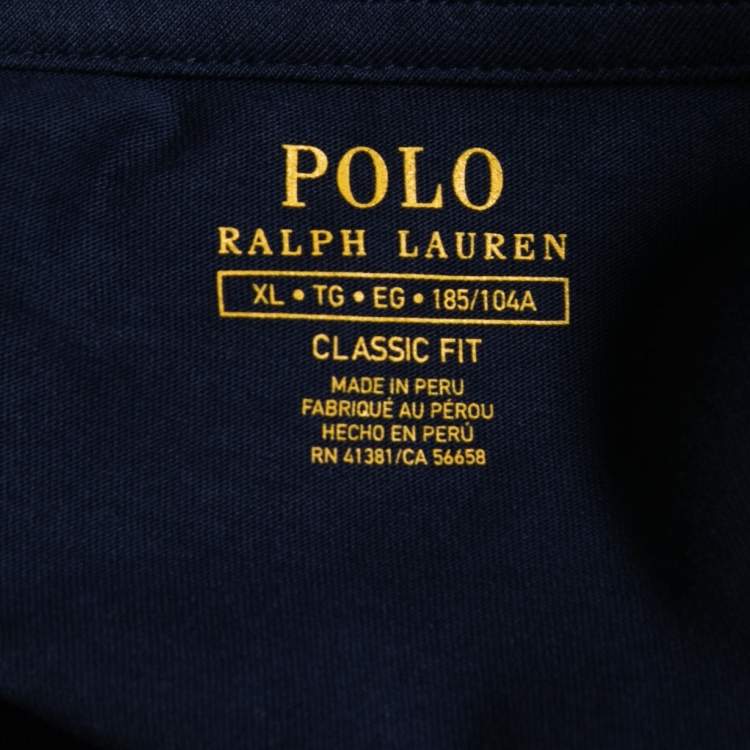 POLO
RALPH LAUREN
XL • TG • EG • 185/104A
CLASSIC FIT
MADE IN PERU
FABRIQUÉ AU PÉROU
HECHO EN PERÚ
RN 41381/CA 56658